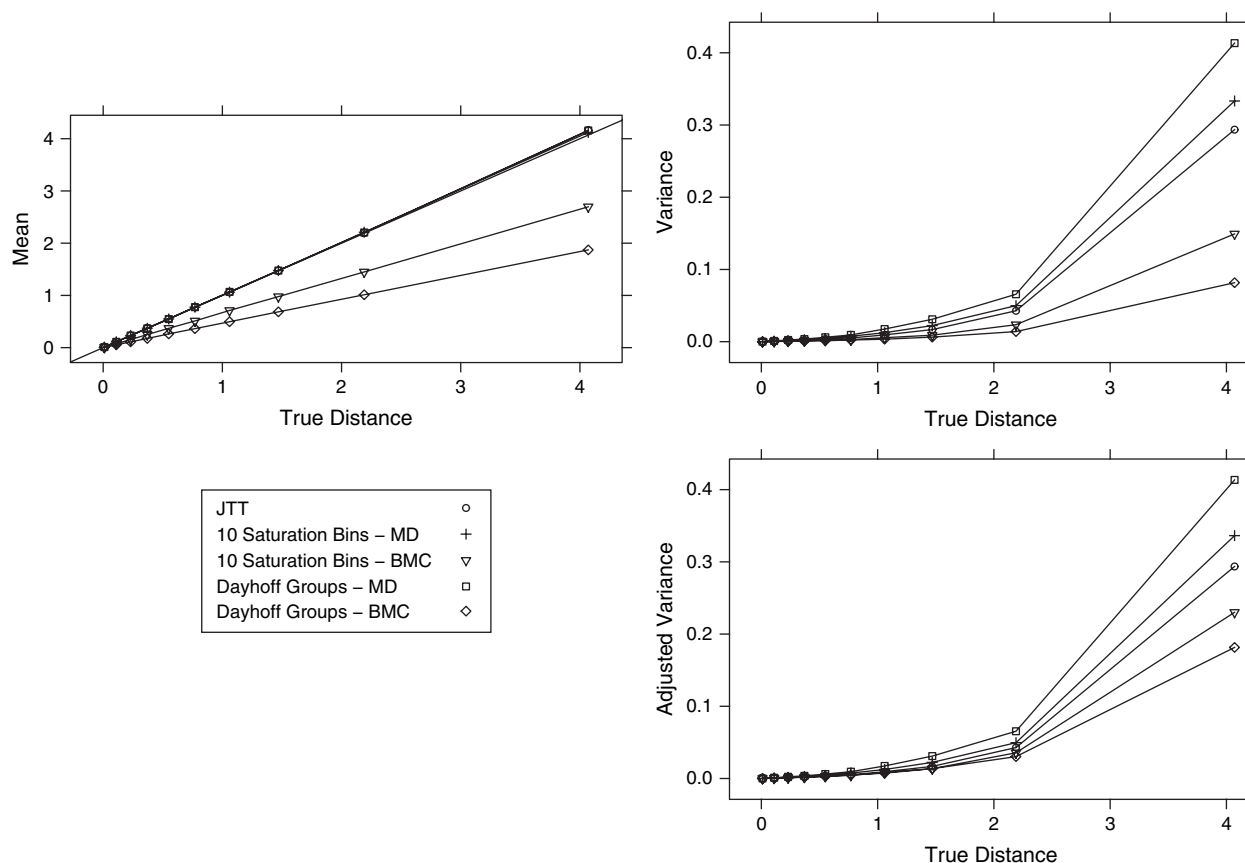 4
3
2
1
0
Mean
0
1
2
3
4
True Distance
0.4
0.3
0.2
0.1
0.0
Variance
0
1
2
3
4
True Distance
JTT
10 Saturation Bins – MD
10 Saturation Bins – BMC
Dayhoff Groups – MD
Dayhoff Groups – BMC
0.4
0.3
0.2
0.1
0.0
Adjusted Variance
0
1
2
3
4
True Distance